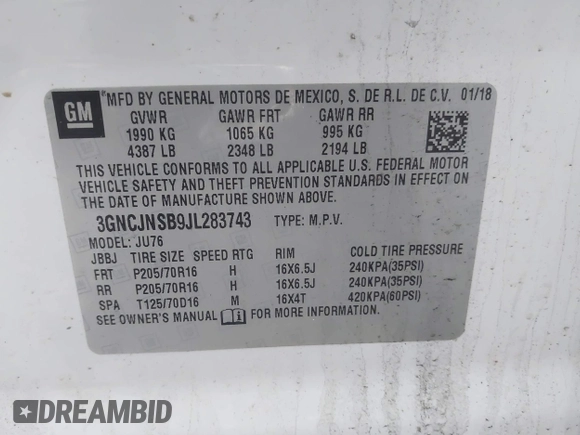 GM
MFD BY GENERAL MOTORS DE MEXICO, S. DE R.L. DE C.V. 01/18
GVWR GAWR FRT GAWR RR
1990 KG 1065 KG 995 KG
4387 LB 2348 LB 2194 LB
THIS VEHICLE CONFORMS TO ALL APPLICABLE U.S. FEDERAL MOTOR
VEHICLE SAFETY AND THEFT PREVENTION STANDARDS IN EFFECT ON
THE DATE OF MANUFACTURE SHOWN ABOVE.
3GNCJNSB9JL283743 TYPE: M.P.V.
MODEL: JU76
JBBJ TIRE SIZE SPEED RTG RIM COLD TIRE PRESSURE
FRT P205/70R16 H 16X6.5J 240KPA(35PSI)
RR P205/70R16 H 16X6.5J 240KPA(35PSI)
SPA T125/70D16 M 16X4T 420KPA(60PSI)
SEE OWNER'S MANUAL FOR MORE INFORMATION.
DREAMBID